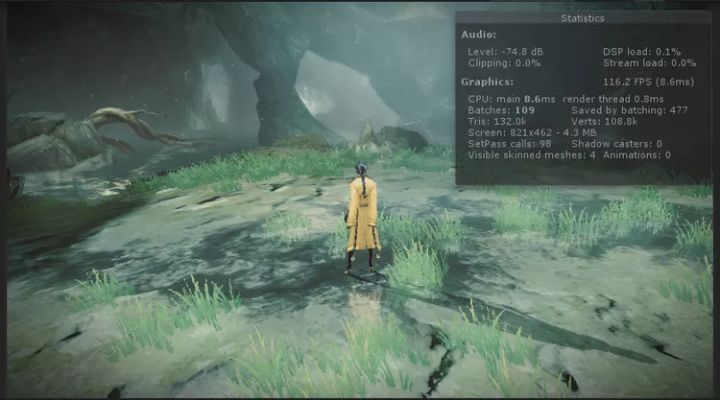 Statistics
Audio:
Level: -74.8 dB DSP load: 0.1%
Clipping: 0.0% Stream load: 0.0%
Graphics: 116.2 FPS (8.6ms)
CPU: main 8.6ms render thread 0.8ms
Batches: 109 Saved by batching: 477
Tris: 132.0k Verts: 108.8k
Screen: 821x462 - 4.3 MB
SetPass calls: 98 Shadow casters: 0
Visible skinned meshes: 4 Animations: 0